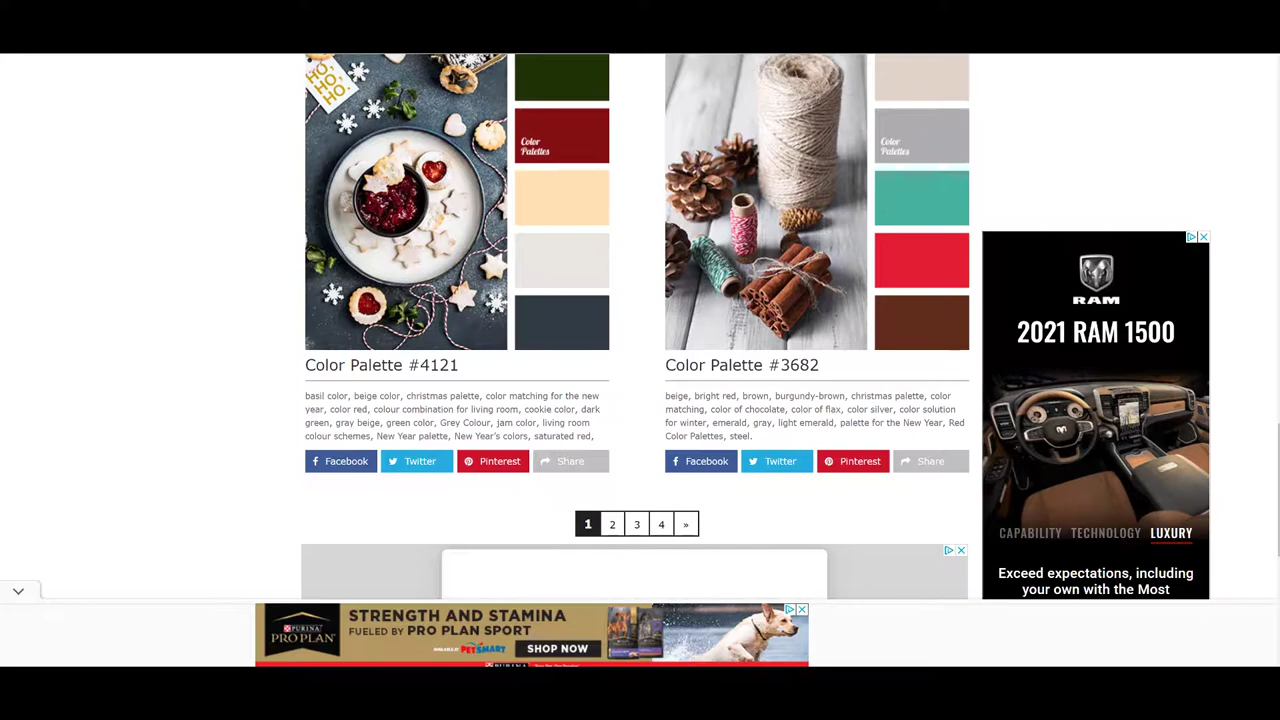 HO,
HO,
HO.
Color
Palettes
Color Palette #4121
basil color, beige color, christmas palette, color matching for the new
year, color red, colour combination for living room, cookie color, dark
green, gray beige, green color, Grey Colour, jam color, living room
colour schemes, New Year palette, New Year's colors, saturated red,
Facebook
Twitter
Pinterest
Share
Color
Palettes
Color Palette #3682
beige, bright red, brown, burgundy-brown, christmas palette, color
matching, color of chocolate, color of flax, color silver, color solution
for winter, emerald, gray, light emerald, palette for the New Year, Red
Color Palettes, steel.
Facebook
Twitter
Pinterest
Share
1 2 3 4 »
RAM
2021 RAM 1500
CAPABILITY TECHNOLOGY LUXURY
Exceed expectations, including
your own with the Most
PURINA
PRO PLAN
STRENGTH AND STAMINA
FUELED BY PRO PLAN SPORT
AVAILABLE AT PETSMART
SHOP NOW
PURINA